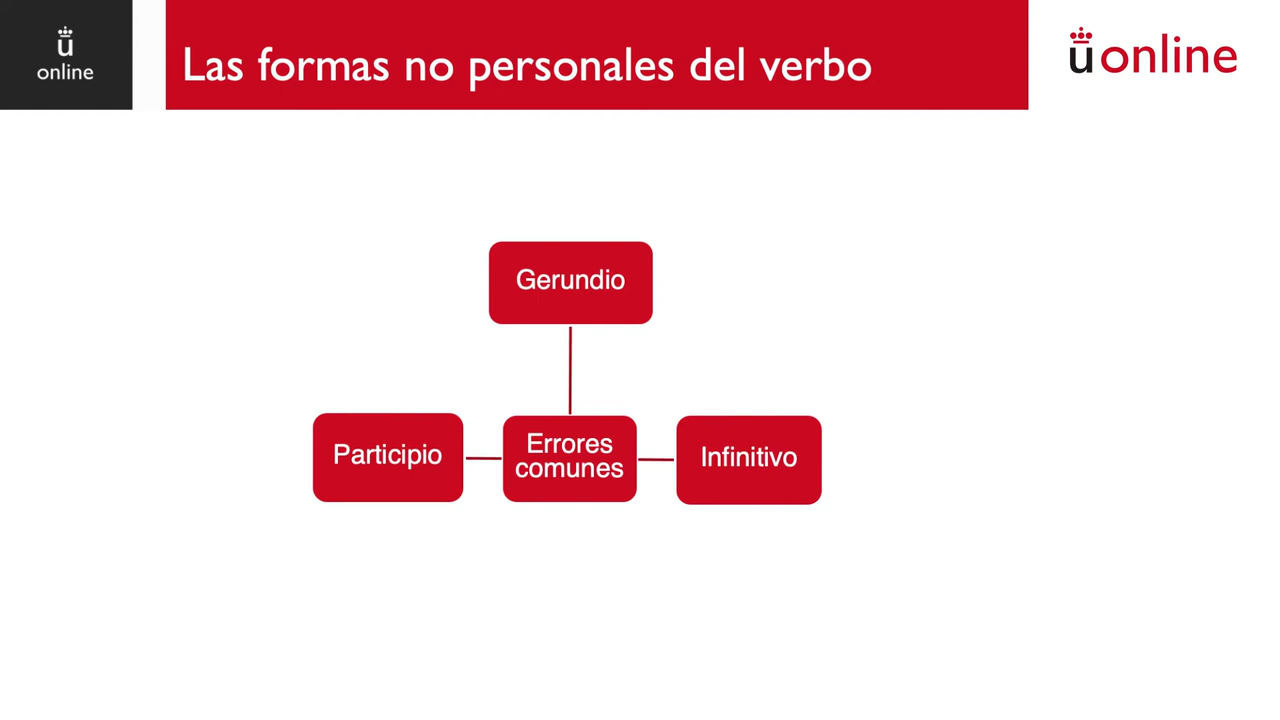 ü
online
Las formas no personales del verbo
ü online
Gerundio
Participio
Errores
comunes
Infinitivo